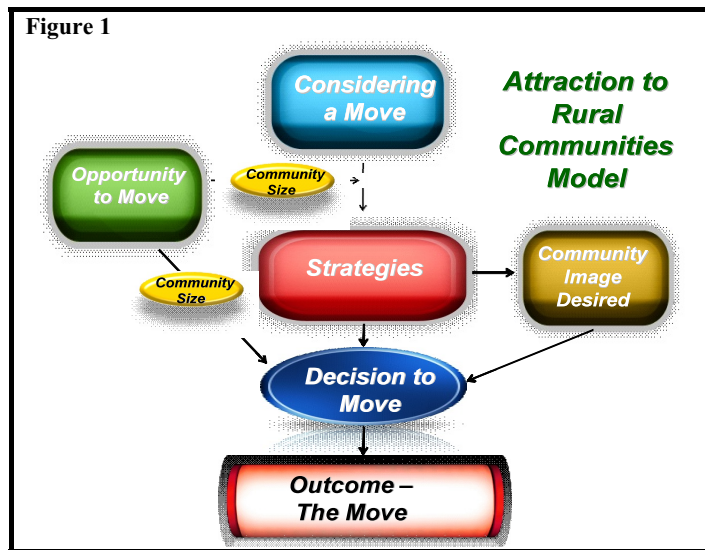 Figure 1
Considering
a Move
Attraction to
Rural
Communities
Model
Opportunity
to Move
Community
Size
Strategies
Community
Image
Desired
Community
Size
Decision to
Move
Outcome –
The Move